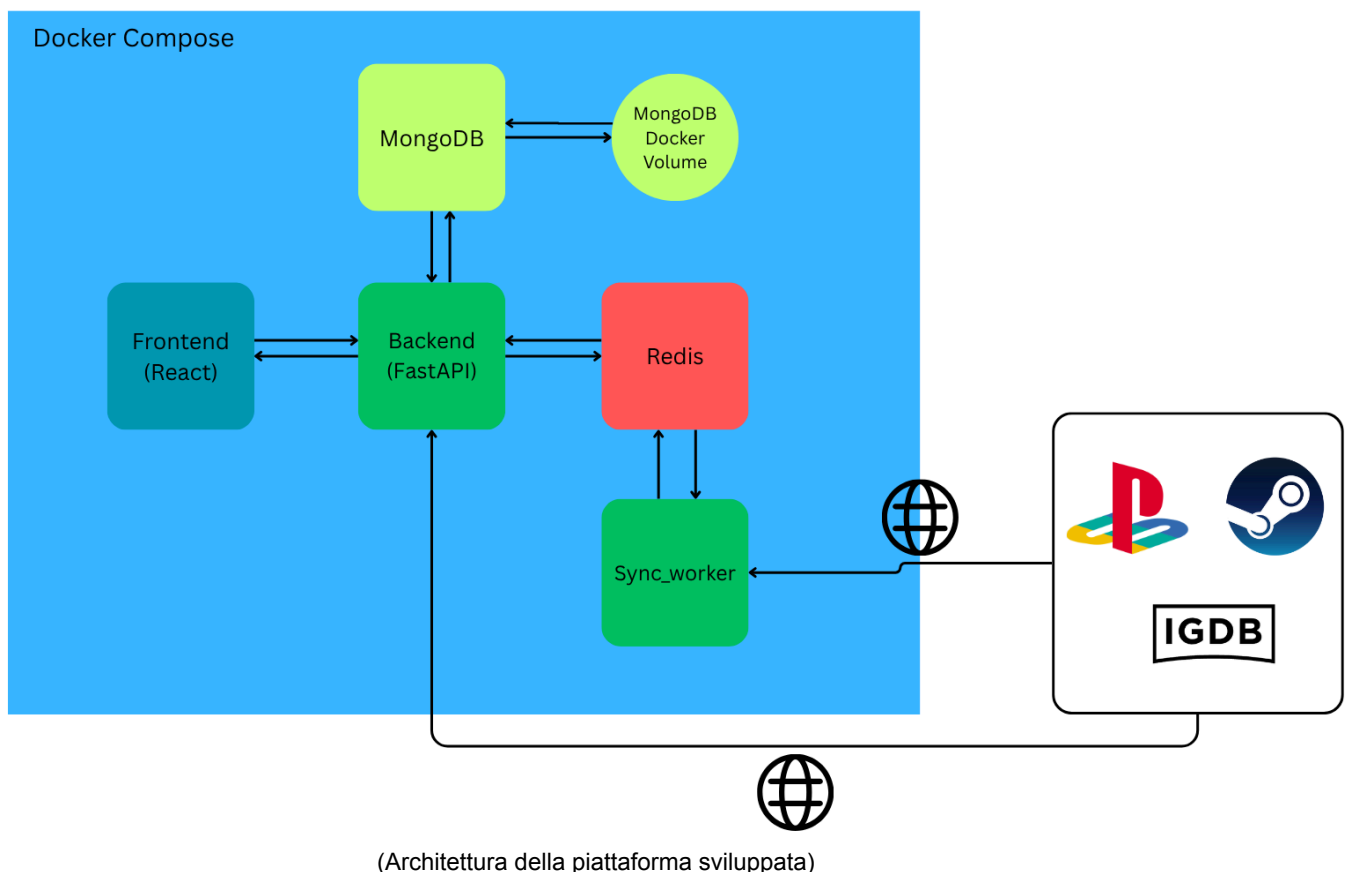 Docker Compose
MongoDB
MongoDB
Docker
Volume
Frontend
(React)
Backend
(FastAPI)
Redis
Sync_worker
IGDB
(Architettura della piattaforma sviluppata)